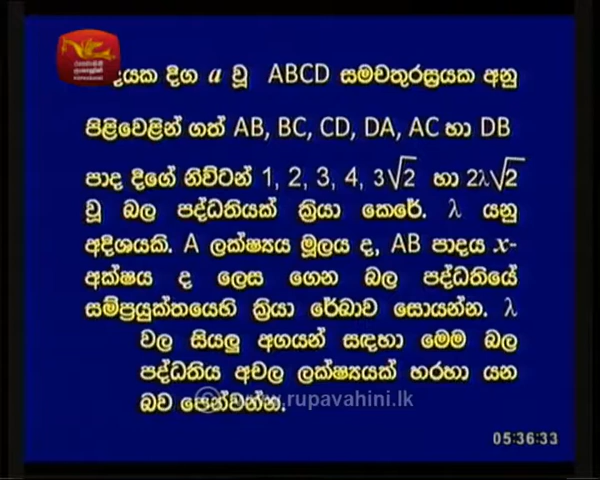 දිග a වූ ABCD සමචතුරස්‍රයක අනු
පිළිවෙළින් ගත් AB, BC, CD, DA, AC හා DB
පාද දිගේ නිව්ටන් 1, 2, 3, 4, 3√2 හා 2λ√2
වූ බල පද්ධතියක් ක්‍රියා කෙරේ. λ යනු
අදිශයකි. A ලක්ෂ්‍යය මූලය ද, AB පාදය x-
අක්ෂය ද ලෙස ගෙන බල පද්ධතියේ
සම්ප්‍රයුක්තයෙහි ක්‍රියා රේඛාව සොයන්න. λ
වල සියලු අගයන් සඳහා මෙම බල
පද්ධතිය අචල ලක්ෂ්‍යයක් හරහා යන
බව පෙන්වන්න.
.rupavahini.lk
05:36:33